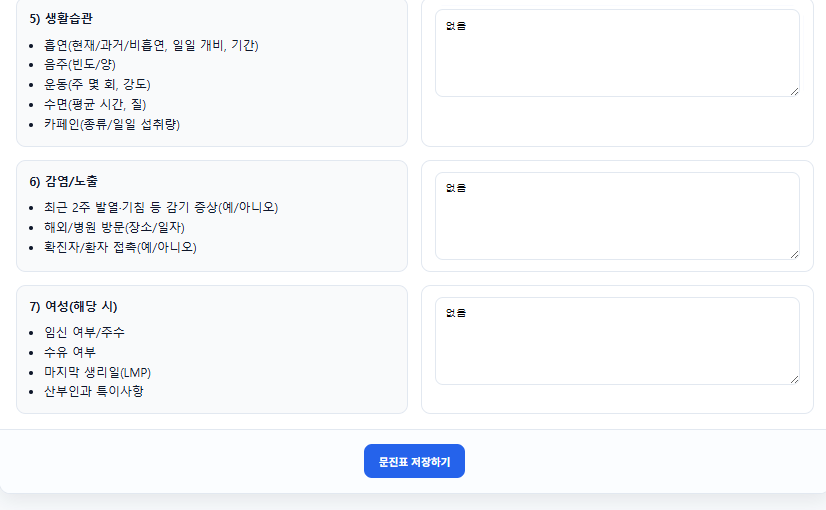 5) 생활습관
없음
• 흡연(현재/과거/비흡연, 일일 개비, 기간)
• 음주(빈도/양)
• 운동(주 몇 회, 강도)
• 수면(평균 시간, 질)
• 카페인(종류/일일 섭취량)
6) 감염/노출
없음
• 최근 2주 발열·기침 등 감기 증상(예/아니오)
• 해외/병원 방문(장소/일자)
• 확진자/환자 접촉(예/아니오)
7) 여성(해당 시)
없음
• 임신 여부/주수
• 수유 여부
• 마지막 생리일(LMP)
• 산부인과 특이사항
문진표 저장하기